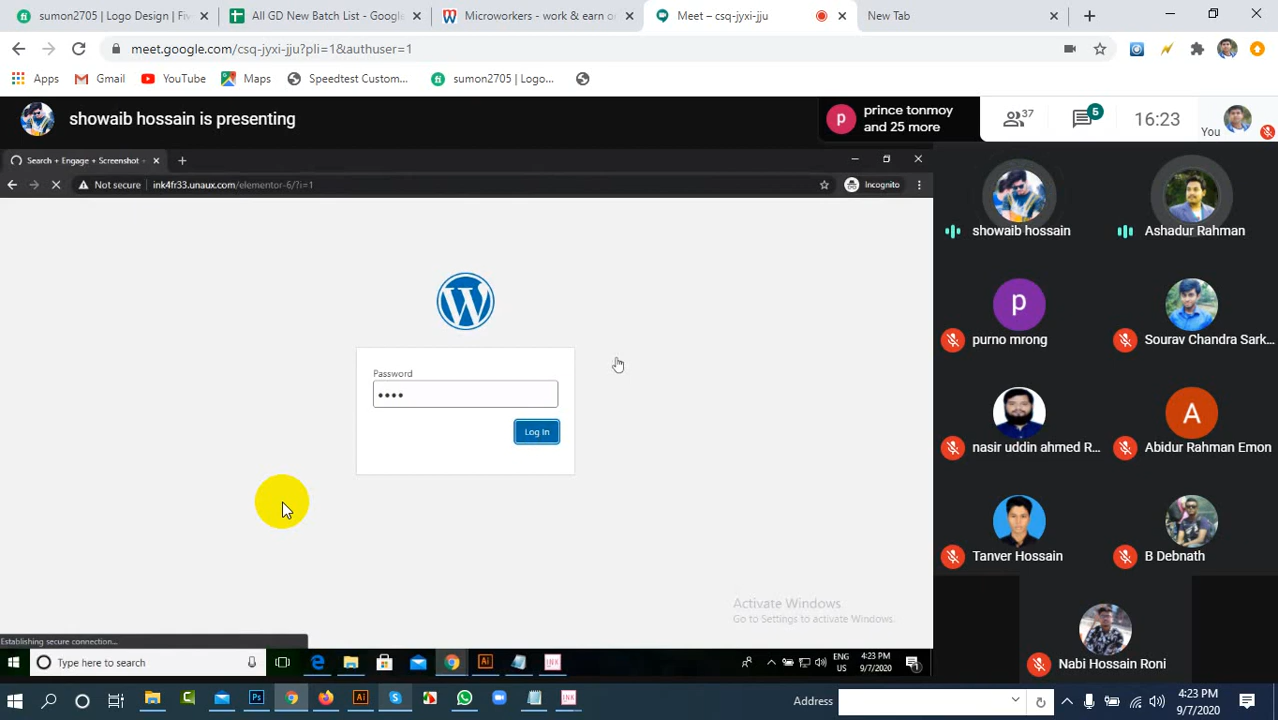 sumon2705 | Logo Design | Fiv
All GD New Batch List - Google
Microworkers - work & earn o
Meet – csq-jyxi-jju
New Tab
meet.google.com/csq-jyxi-jju?pli=1&authuser=1
Apps
Gmail
YouTube
Maps
Speedtest Custom...
sumon2705 | Logo...
showaib hossain is presenting
prince tonmoy
and 25 more
37
5
16:23
You
Search + Engage + Screenshot -
Not secure
ink4fr33.unaux.com/elementor-6/?i=1
Incognito
Password
Log In
Activate Windows
Go to Settings to activate Windows.
Establishing secure connection...
Type here to search
ENG
US
4:23 PM
9/7/2020
1
showaib hossain
Ashadur Rahman
p
purno mrong
Sourav Chandra Sark...
nasir uddin ahmed R...
A
Abidur Rahman Emon
Tanver Hossain
B Debnath
Nabi Hossain Roni
Address
4:23 PM
9/7/2020